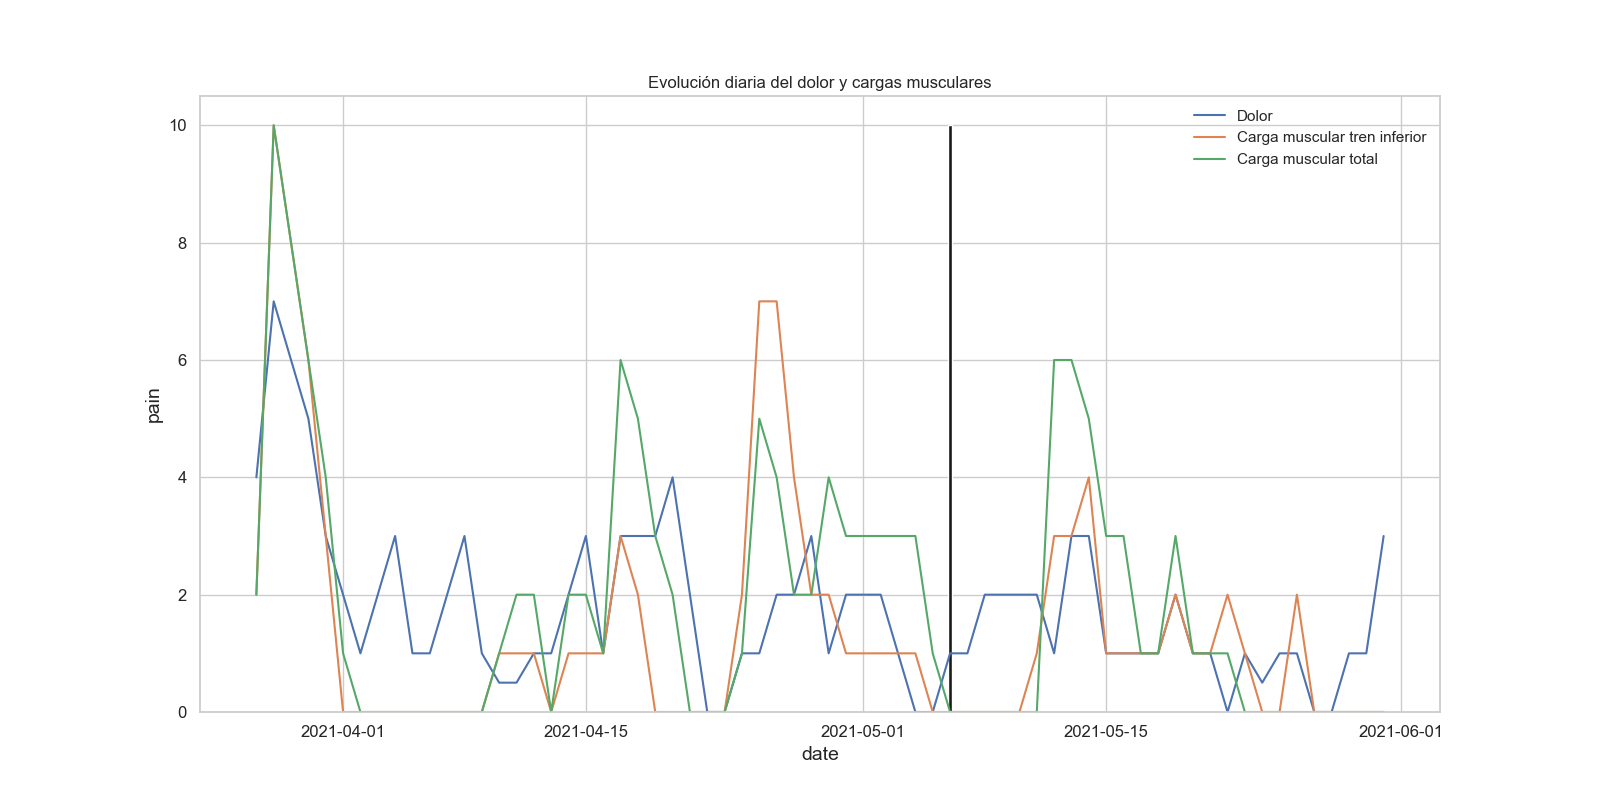 Evolución diaria del dolor y cargas musculares
Dolor
Carga muscular tren inferior
Carga muscular total
pain
10
8
6
4
2
0
2021-04-01
2021-04-15
2021-05-01
2021-05-15
2021-06-01
date